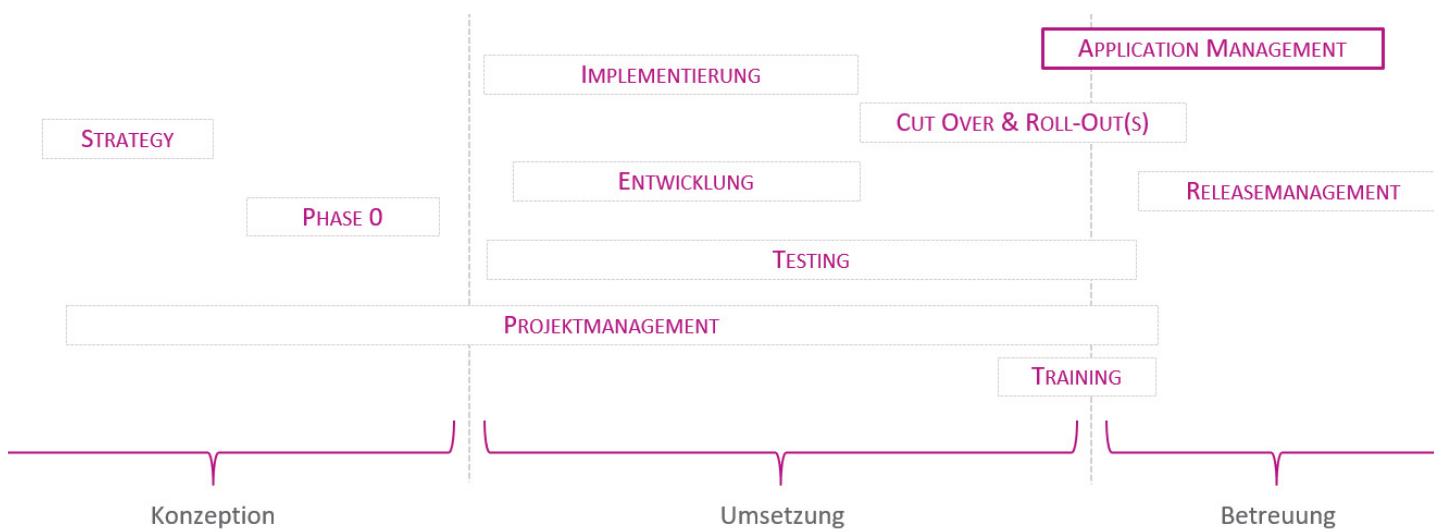 APPLICATION MANAGEMENT
IMPLEMENTIERUNG
CUT OVER & ROLL-OUT(S)
STRATEGY
ENTWICKLUNG
RELEASEMANAGEMENT
PHASE 0
TESTING
PROJEKTMANAGEMENT
TRAINING
Konzeption
Umsetzung
Betreuung